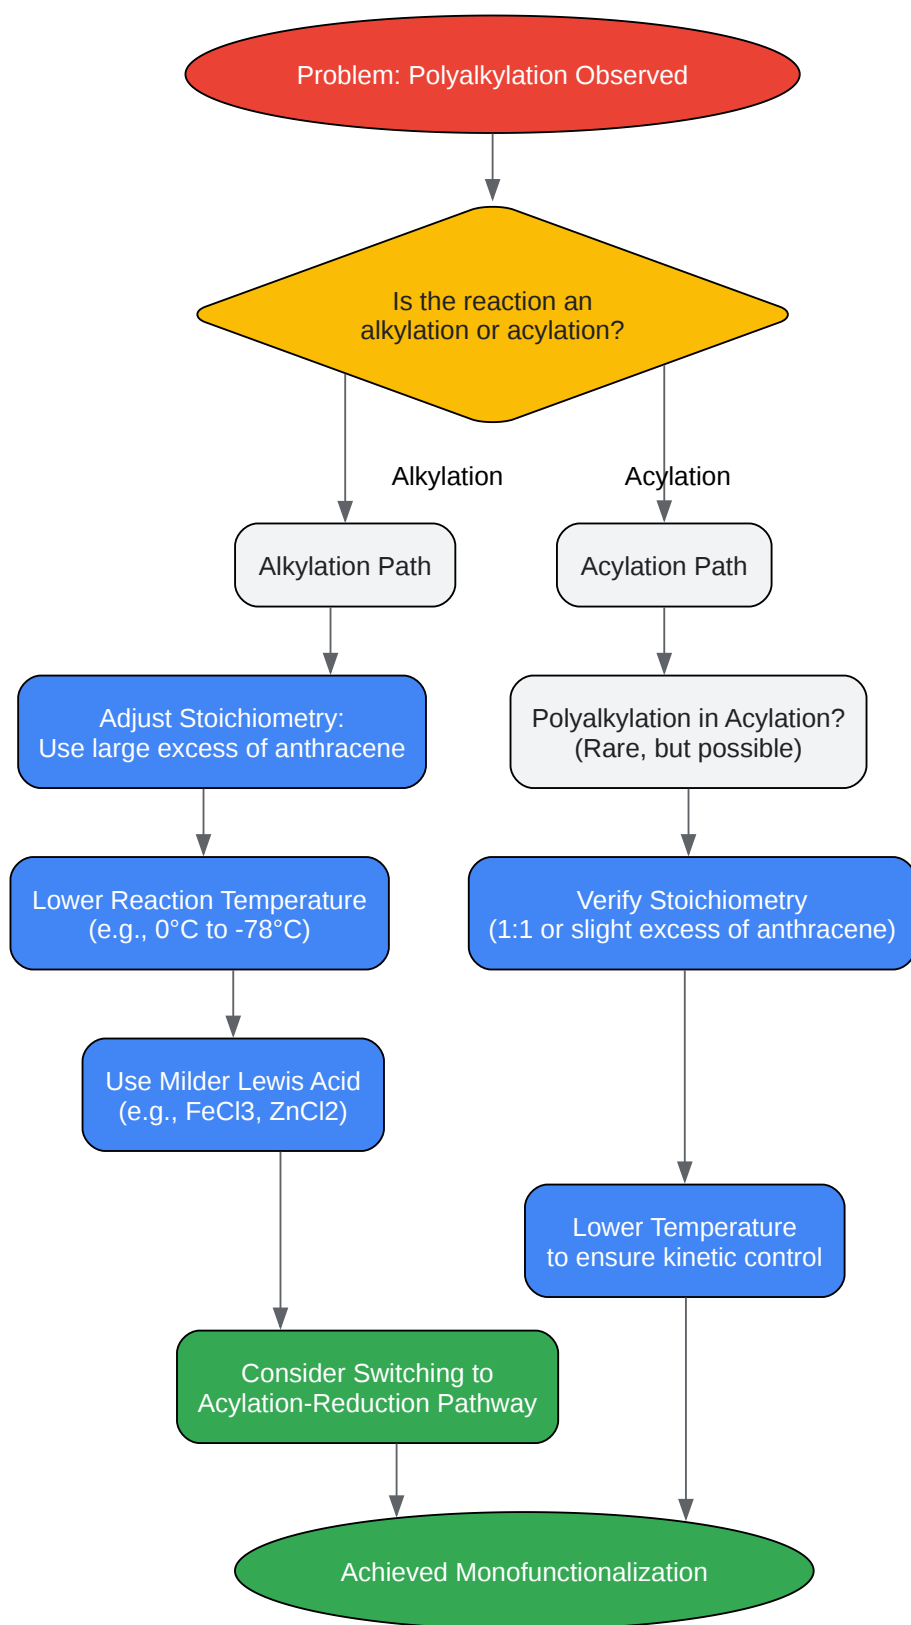 Problem: Polyalkylation Observed
Is the reaction an
alkylation or acylation?
Alkylation
Acylation
Alkylation Path
Acylation Path
Adjust Stoichiometry:
Use large excess of anthracene
Polyalkylation in Acylation?
(Rare, but possible)
Lower Reaction Temperature
(e.g., 0°C to -78°C)
Verify Stoichiometry
(1:1 or slight excess of anthracene)
Use Milder Lewis Acid
(e.g., FeCl3, ZnCl2)
Lower Temperature
to ensure kinetic control
Consider Switching to
Acylation-Reduction Pathway
Achieved Monofunctionalization